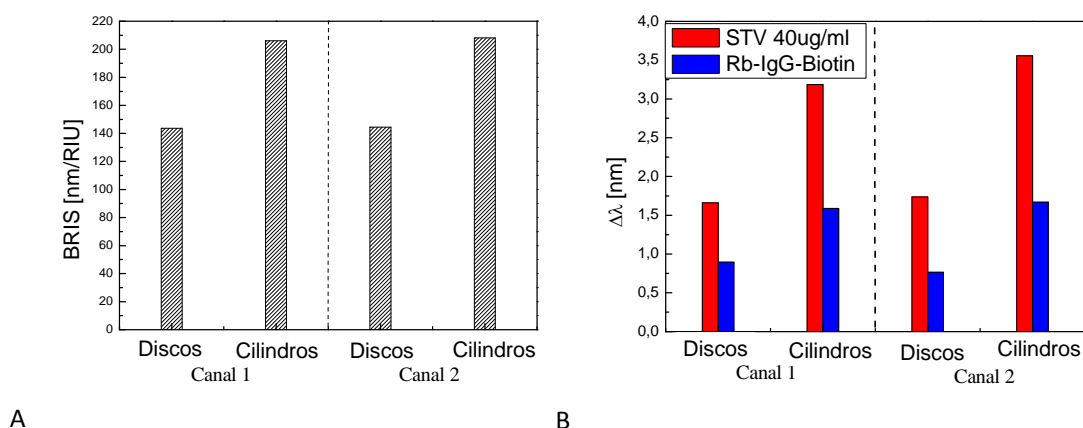 220
200
180
160
140
120
100
80
60
40
20
0
BRIS [nm/RIU]
Discos Cilindros Discos Cilindros
Canal 1 Canal 2
A
4,0
3,5
3,0
2,5
2,0
1,5
1,0
0,5
0,0
Δλ [nm]
STV 40ug/ml
Rb-IgG-Biotin
Discos Cilindros Discos Cilindros
Canal 1 Canal 2
B